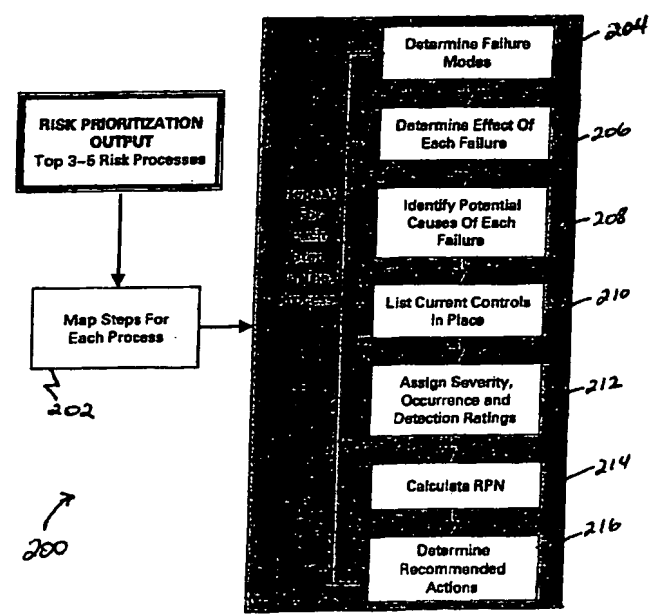 RISK PRIORITIZATION
OUTPUT
Top 3-5 Risk Processes
Map Steps For
Each Process
202
200
Determine Failure
Modes
204
Determine Effect Of
Each Failure
206
Identify Potential
Causes Of Each
Failure
208
List Current Controls
In Place
210
Assign Severity,
Occurrence and
Detection Ratings
212
Calculate RPN
214
Determine
Recommended
Actions
216